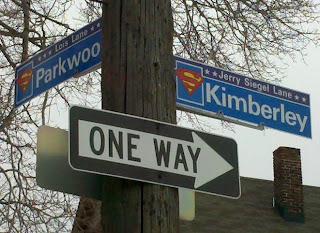 Lois Lane
Parkwoo
Jerry Siegel Lane
Kimberley
ONE WAY